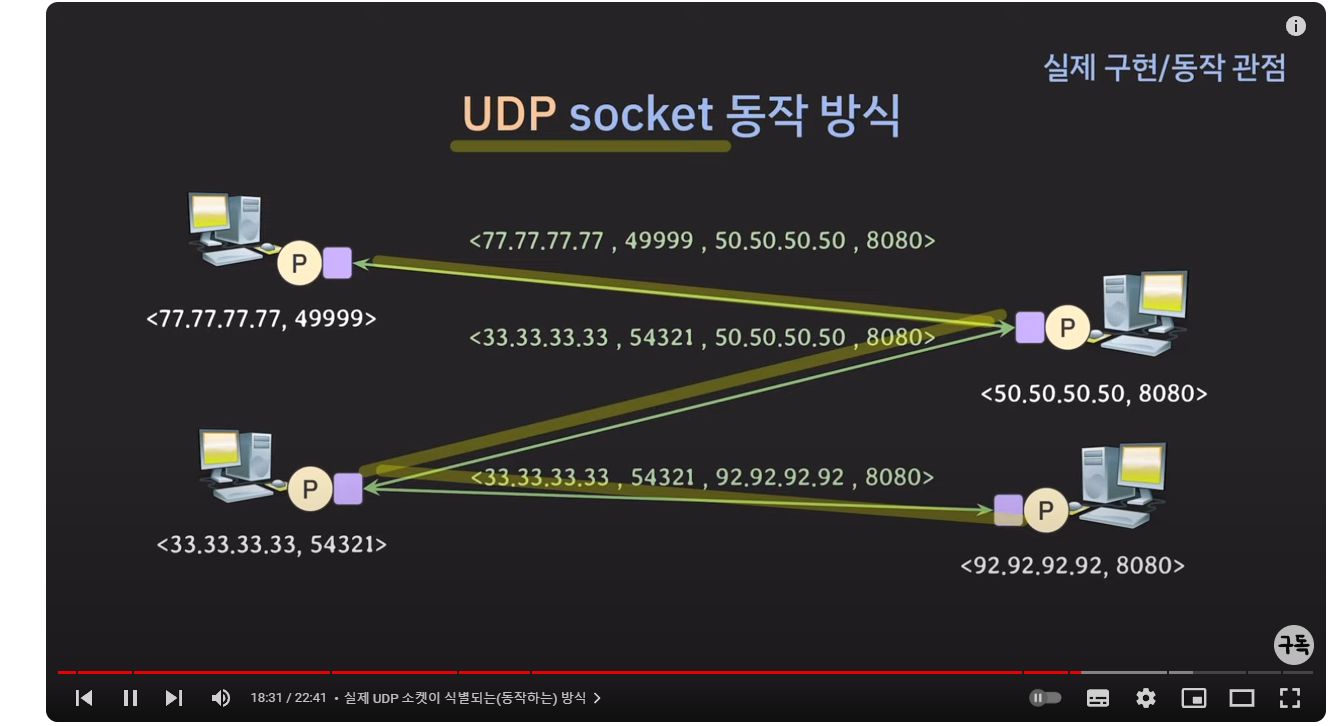 실제 구현/동작 관점
UDP socket 동작 방식
<77.77.77.77 , 49999 , 50.50.50.50 , 8080>
P
<77.77.77.77, 49999>
<33.33.33.33 , 54321 , 50.50.50.50 , 8080>
P
<50.50.50.50, 8080>
<33.33.33.33 , 54321 , 92.92.92.92 , 8080>
P
<33.33.33.33, 54321>
P
<92.92.92.92, 8080>
구독
18:31 / 22:41 • 실제 UDP 소켓이 식별되는(동작하는) 방식